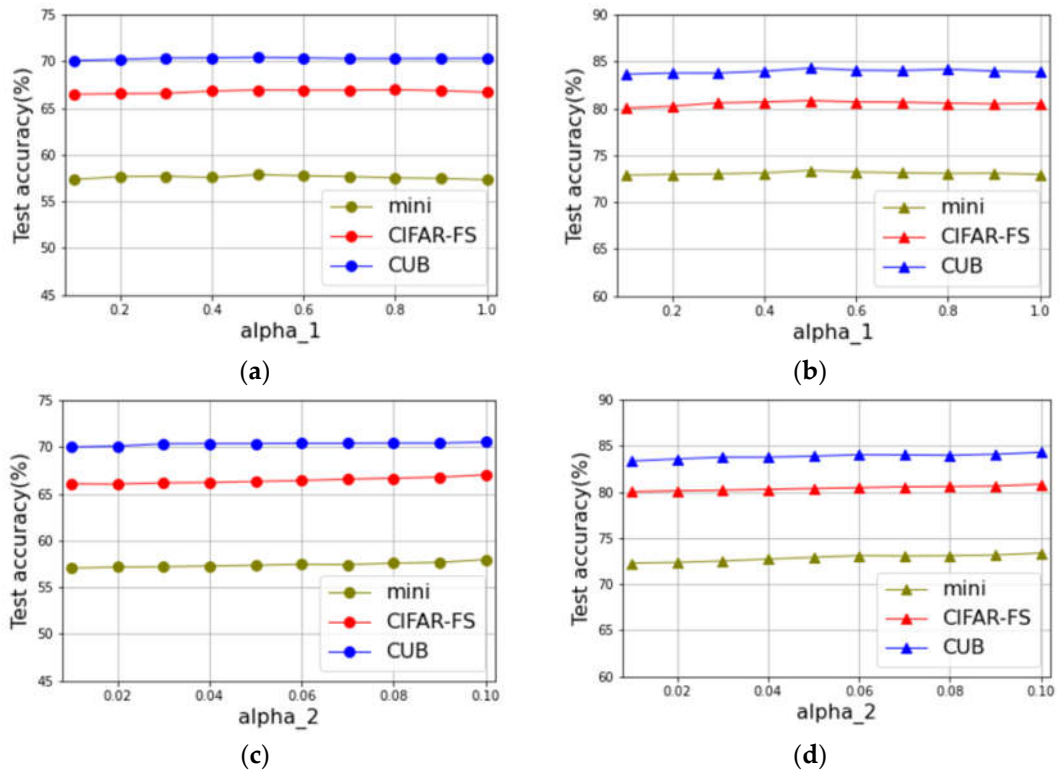 75
70
65
60
55
50
45
Test accuracy(%)
mini
CIFAR-FS
CUB
0.2 0.4 0.6 0.8 1.0
alpha_1
(a)
90
85
80
75
70
65
60
Test accuracy(%)
mini
CIFAR-FS
CUB
0.2 0.4 0.6 0.8 1.0
alpha_1
(b)
75
70
65
60
55
50
45
Test accuracy(%)
mini
CIFAR-FS
CUB
0.02 0.04 0.06 0.08 0.10
alpha_2
(c)
90
85
80
75
70
65
60
Test accuracy(%)
mini
CIFAR-FS
CUB
0.02 0.04 0.06 0.08 0.10
alpha_2
(d)